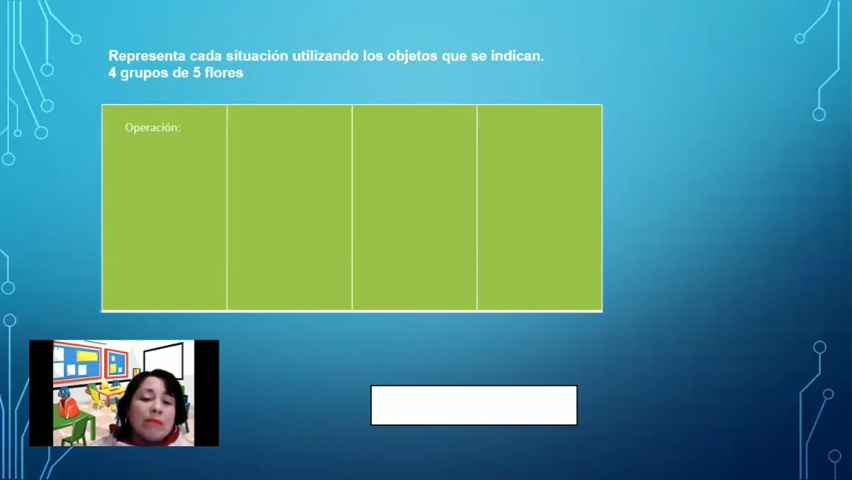 Representa cada situación utilizando los objetos que se indican.
4 grupos de 5 flores
Operación: